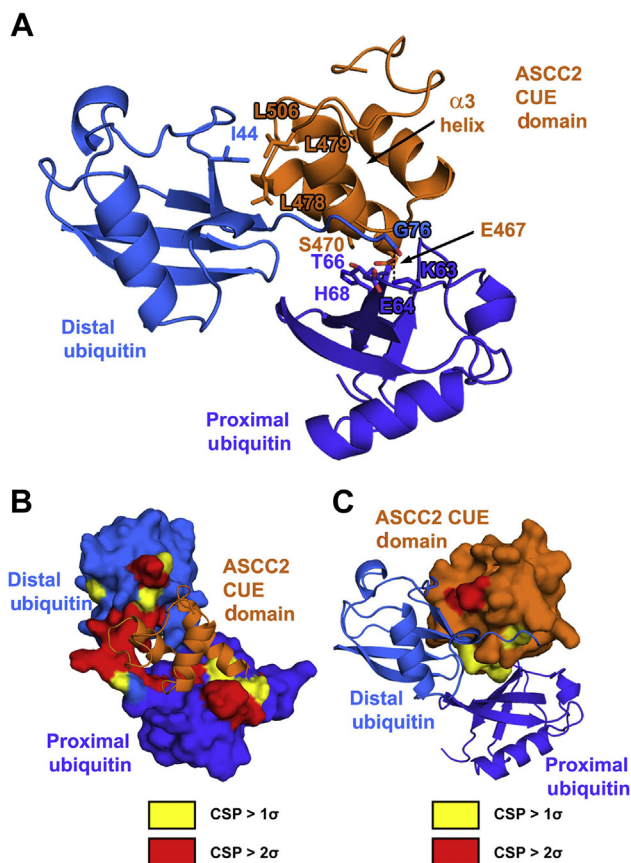 A
ASCC2
CUE
domain
α3
helix
L506
I44
L479
L478
S470
G76
E467
T66
K63
H68
E64
Distal
ubiquitin
Proximal
ubiquitin
B
Distal
ubiquitin
ASCC2
CUE
domain
Proximal
ubiquitin
CSP > 1σ
CSP > 2σ
C
ASCC2 CUE
domain
Distal
ubiquitin
Proximal
ubiquitin
CSP > 1σ
CSP > 2σ